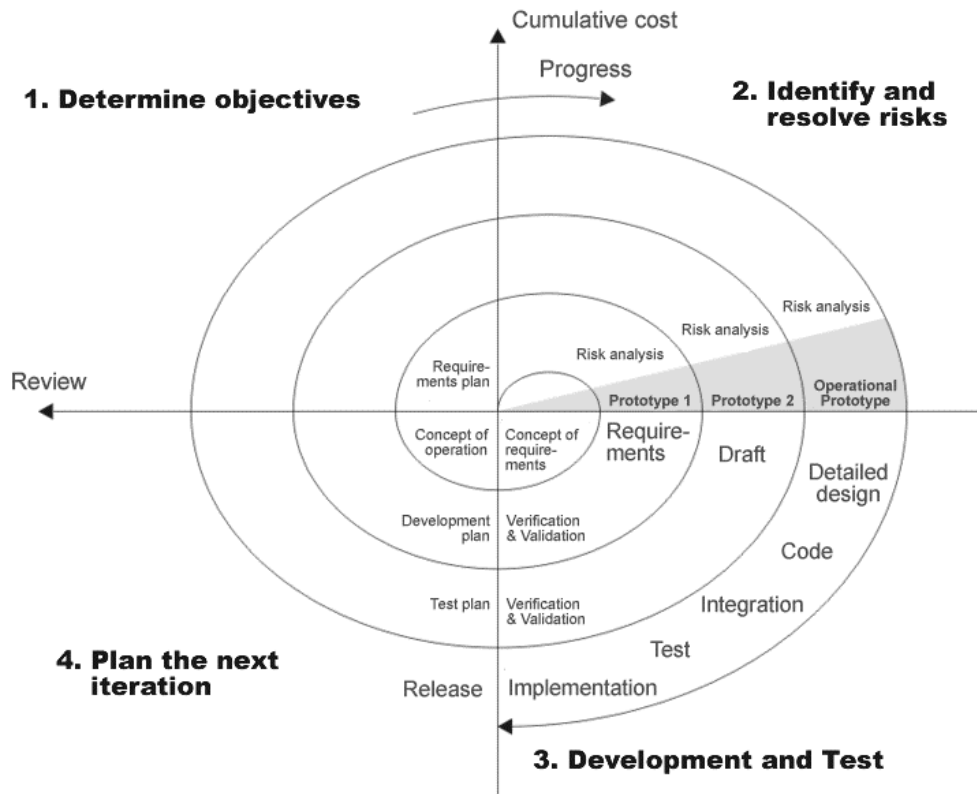 Cumulative cost
Progress
1. Determine objectives
2. Identify and
resolve risks
Risk analysis
Risk analysis
Risk analysis
Require-
ments plan
Review
Prototype 1
Prototype 2
Operational
Prototype
Concept of
operation
Concept of
require-
ments
Require-
ments
Draft
Detailed
design
Development
plan
Verification
& Validation
Code
Test plan
Verification
& Validation
Integration
Test
4. Plan the next
iteration
Release
Implementation
3. Development and Test